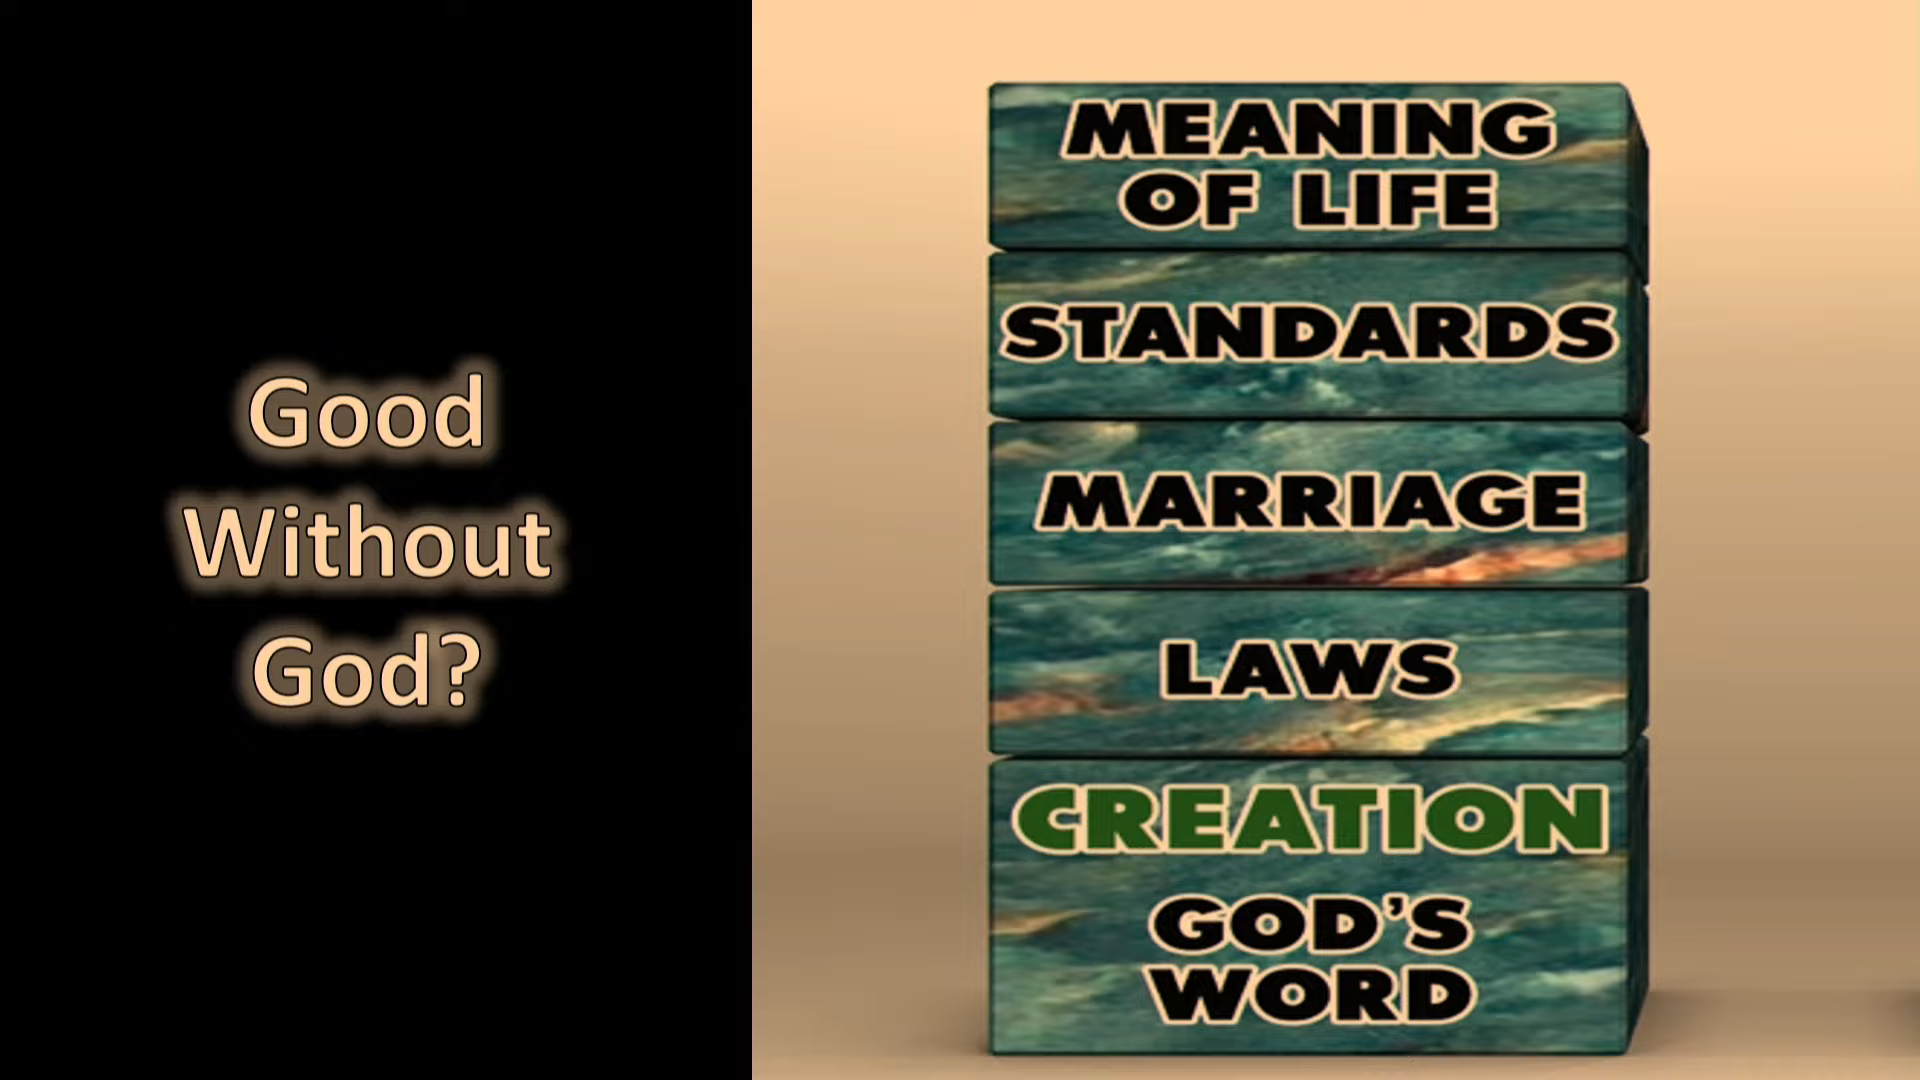 Good
Without
God?
MEANING
OF LIFE
STANDARDS
MARRIAGE
LAWS
CREATION
GOD'S
WORD